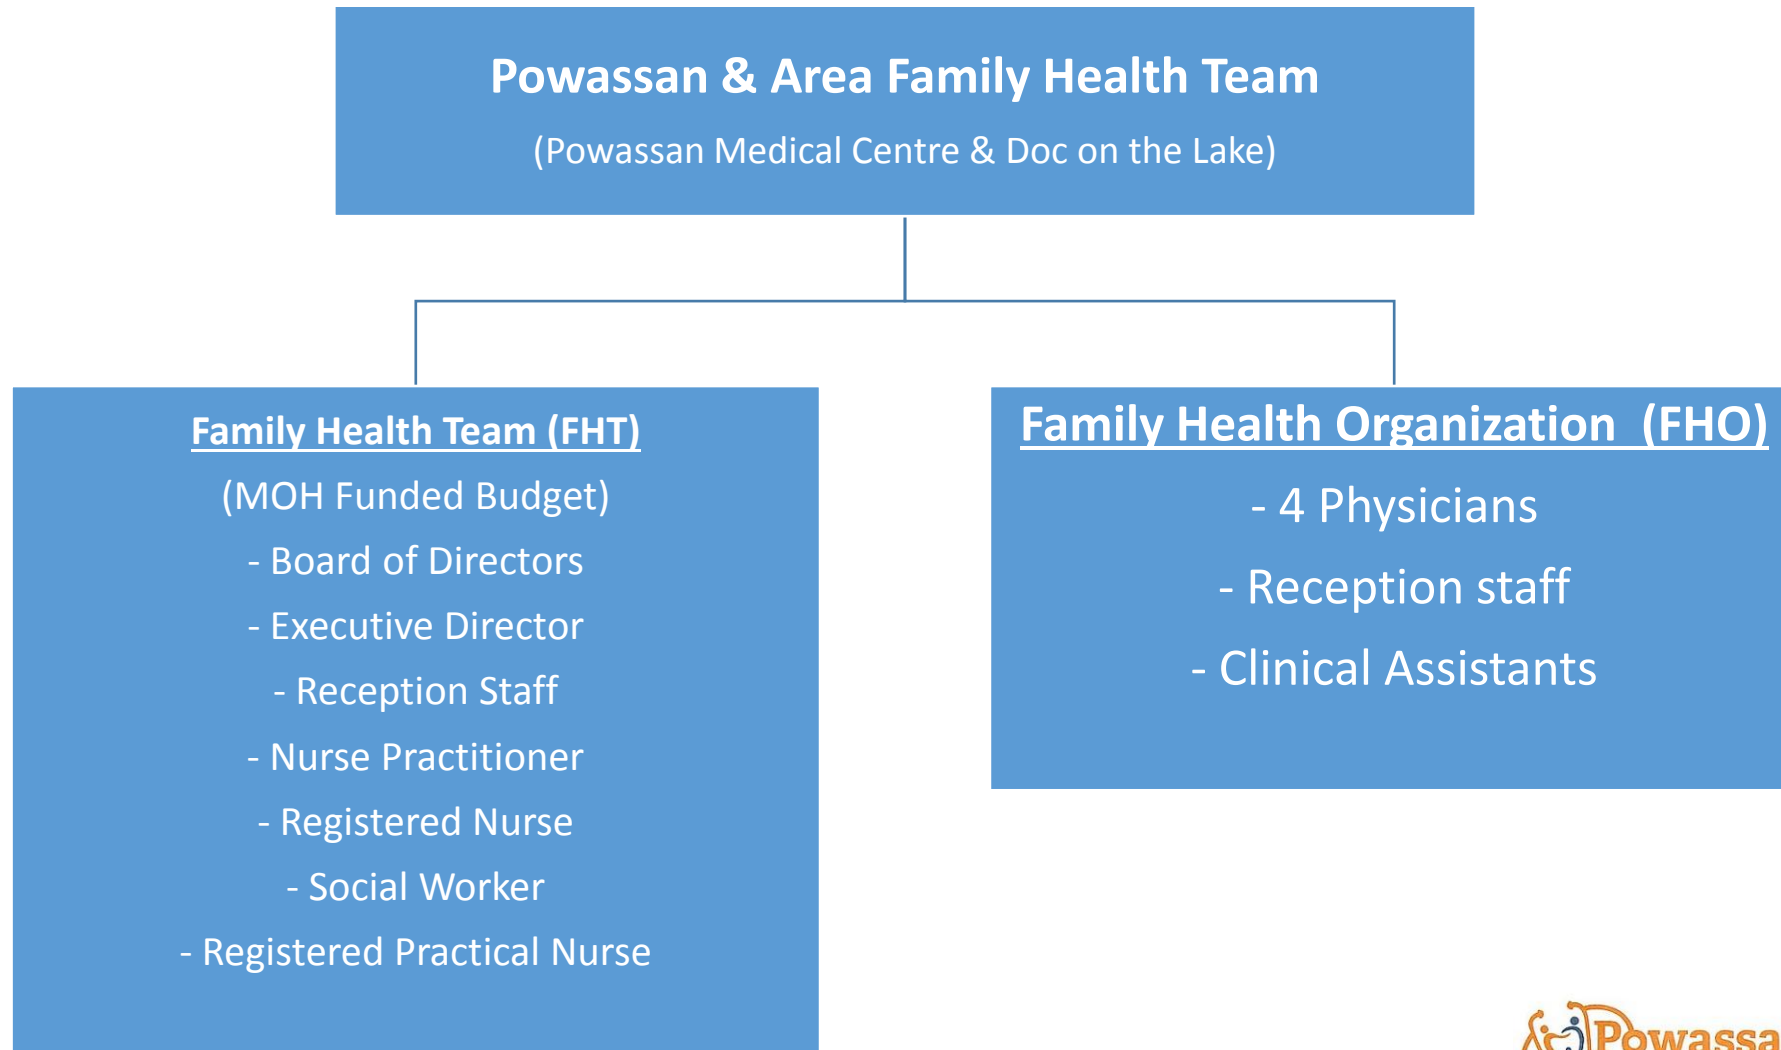 Powassan & Area Family Health Team
(Powassan Medical Centre & Doc on the Lake)
Family Health Team (FHT)
(MOH Funded Budget)
- Board of Directors
- Executive Director
- Reception Staff
- Nurse Practitioner
- Registered Nurse
- Social Worker
- Registered Practical Nurse
Family Health Organization  (FHO)
- 4 Physicians
- Reception staff
- Clinical Assistants
Powassa